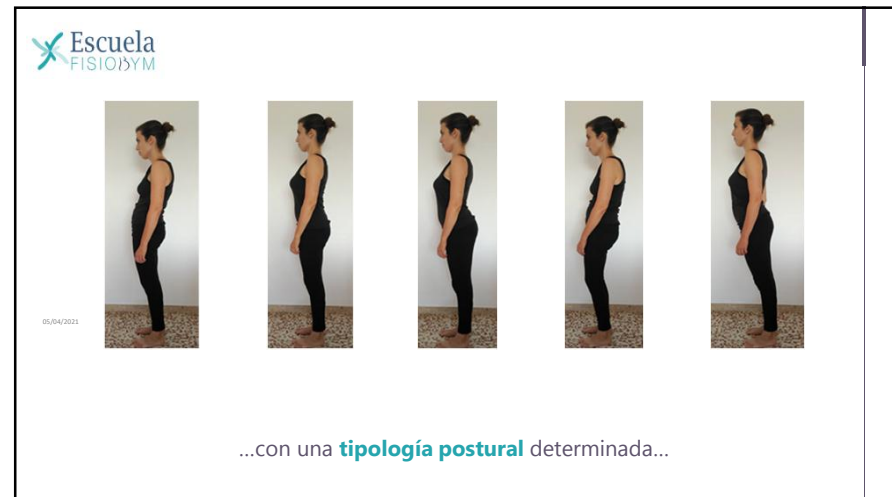 Escuela
FISIOBYM
05/04/2021
...con una tipología postural determinada...